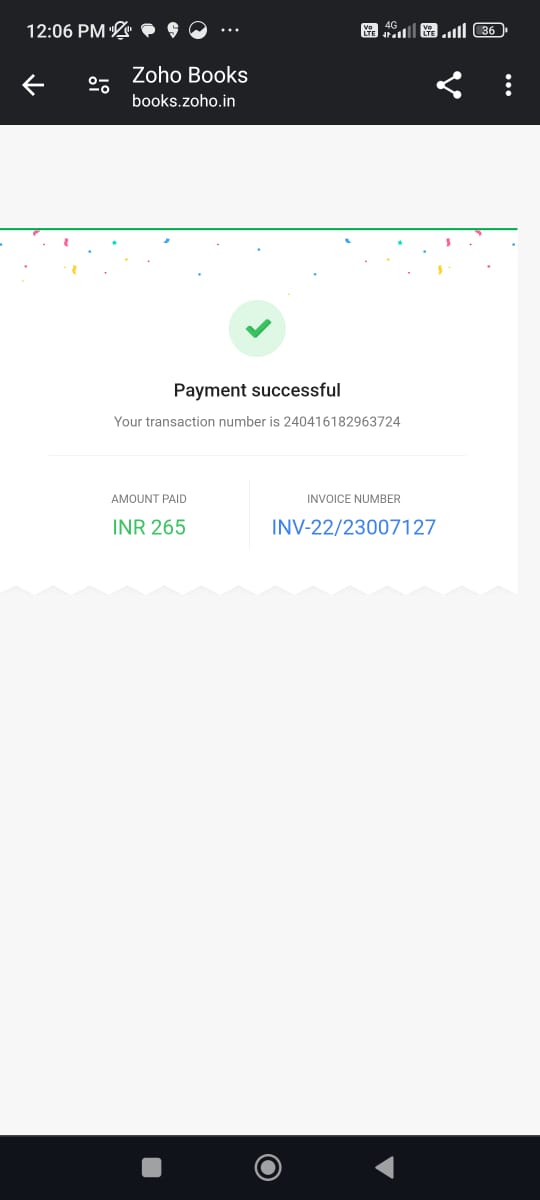 12:06 PM
4G
Vo LTE
Vo LTE
36
Zoho Books
books.zoho.in
Payment successful
Your transaction number is 240416182963724
AMOUNT PAID
INVOICE NUMBER
INR 265
INV-22/23007127